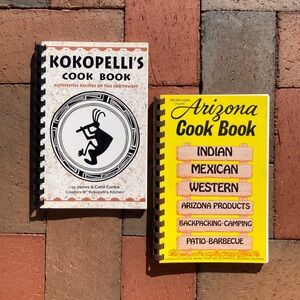 KOKOPELLI'S
COOK BOOK
AUTHENTIC RECIPES OF THE SOUTHWEST
by James & Carol Cunkle
Creators of "Kokopelli's Kitchen"
Arizona
Cook Book
INDIAN
MEXICAN
WESTERN
ARIZONA PRODUCTS
BACKPACKING-CAMPING
PATIO-BARBECUE